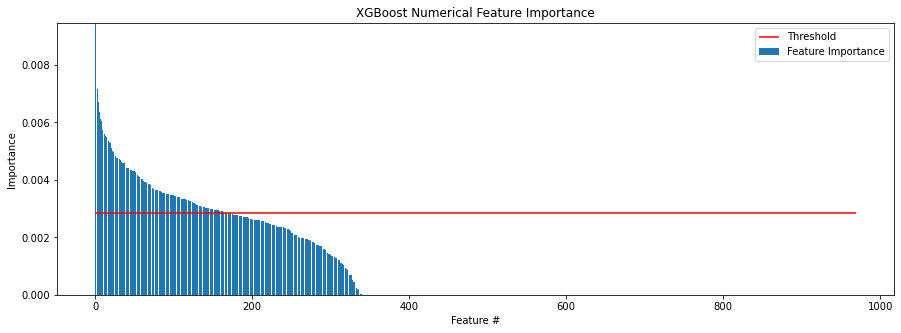 XGBoost Numerical Feature Importance
Threshold
Feature Importance
0.008
0.006
0.004
0.002
0.000
Importance
0
200
400
600
800
1000
Feature #